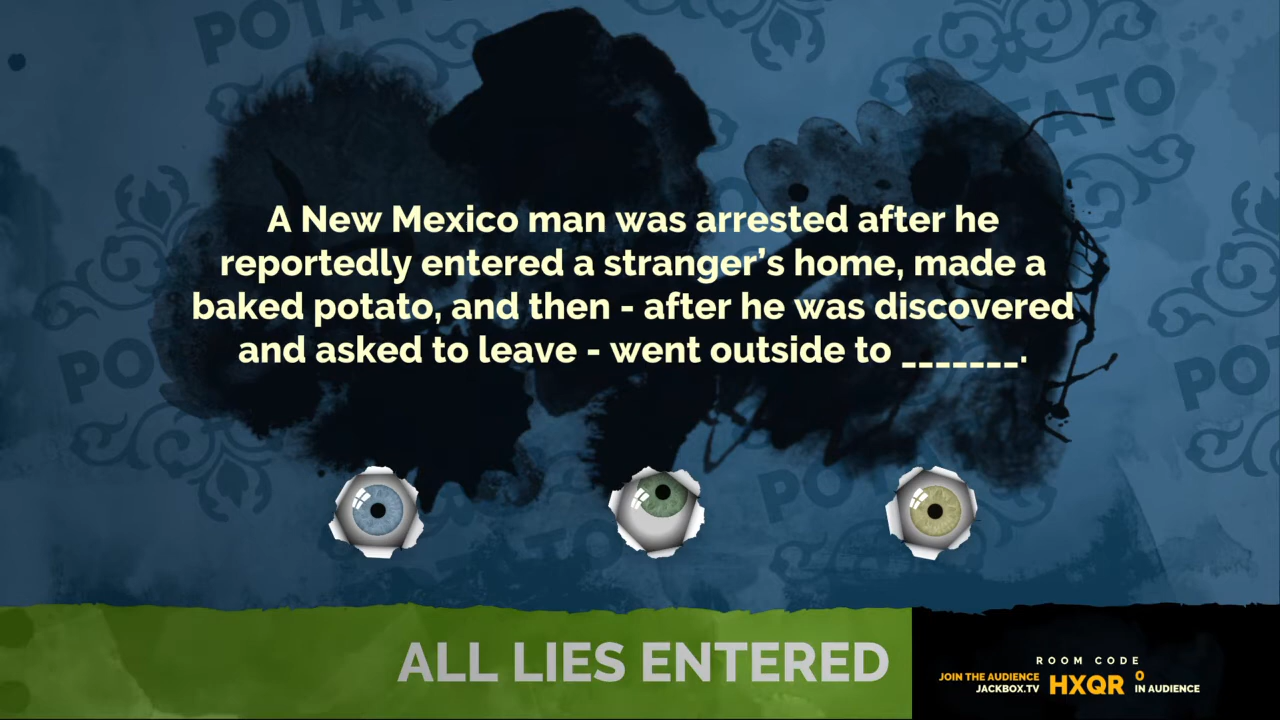 POTATO
POTATO
A New Mexico man was arrested after he
reportedly entered a stranger’s home, made a
baked potato, and then - after he was discovered
and asked to leave - went outside to _______.
ALL LIES ENTERED
ROOM CODE
JOIN THE AUDIENCE
JACKBOX.TV
HXQR
0
IN AUDIENCE